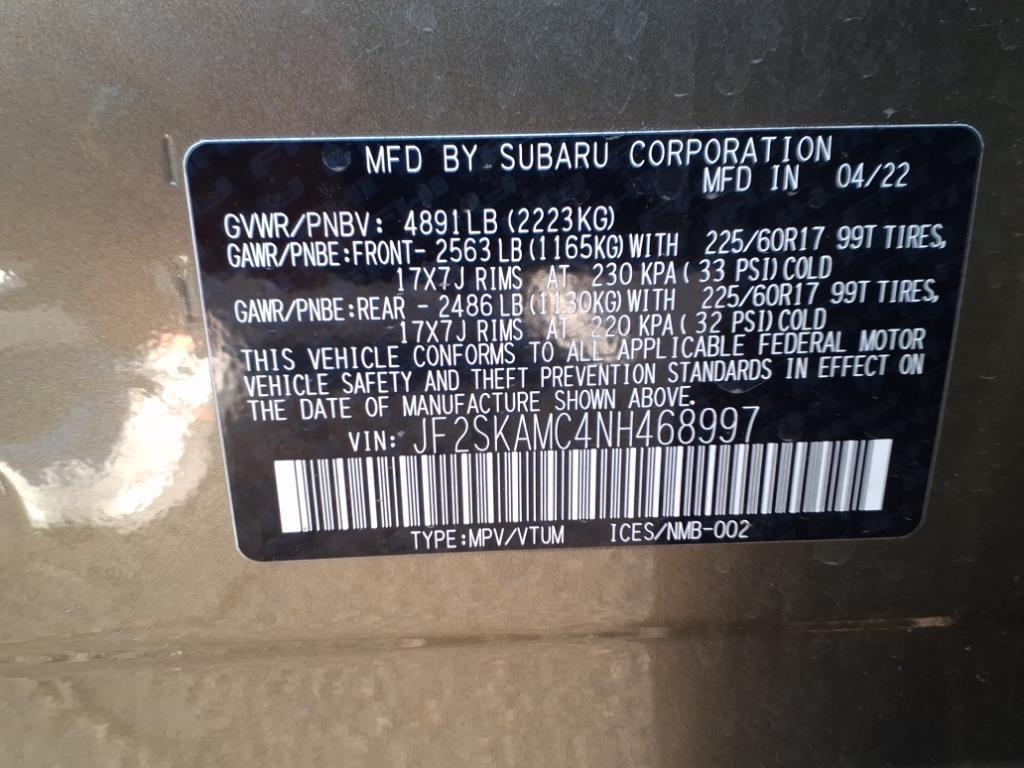 MFD BY SUBARU CORPORATION
MFD IN 04/22
GVWR/PNBV: 4891LB (2223KG)
GAWR/PNBE:FRONT- 2563 LB (1165KG) WITH 225/60R17 99T TIRES,
17X7J RIMS AT 230 KPA ( 33 PSI) COLD
GAWR/PNBE:REAR - 2486 LB (1130KG) WITH 225/60R17 99T TIRES,
17X7J RIMS AT 220 KPA ( 32 PSI) COLD
THIS VEHICLE CONFORMS TO ALL APPLICABLE FEDERAL MOTOR
VEHICLE SAFETY AND THEFT PREVENTION STANDARDS IN EFFECT ON
THE DATE OF MANUFACTURE SHOWN ABOVE.
VIN: JF2SKAMC4NH468997
TYPE:MPV/VTUM ICES/NMB-002